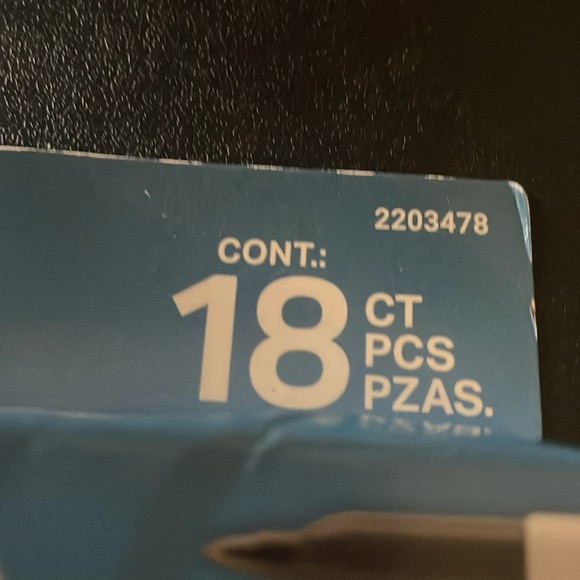 2203478
CONT.:
18
CT
PCS
PZAS.